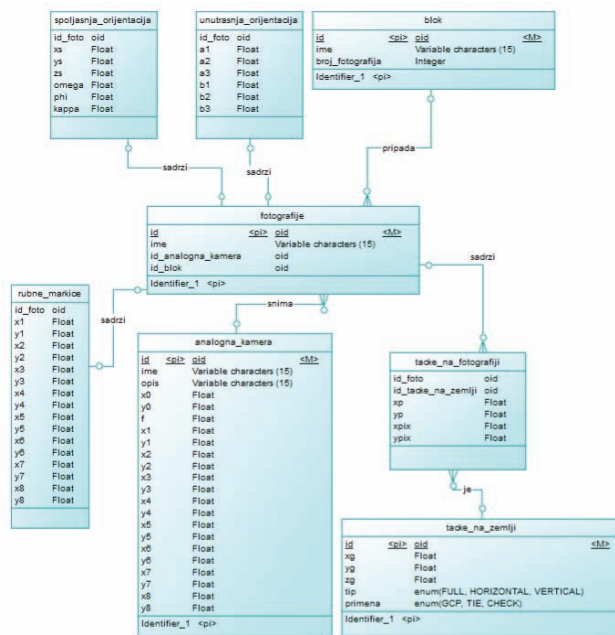 spoljasnja_orijentacija
id_foto oid
xs Float
ys Float
zs Float
omega Float
phi Float
kappa Float
unutrasnja_orijentacija
id_foto oid
a1 Float
a2 Float
a3 Float
b1 Float
b2 Float
b3 Float
blok
id <pi> oid <M>
ime Variable characters (15)
broj_fotografija Integer
Identifier_1 <pi>
sadrzi
sadrzi
pripada
fotografije
id <pi> oid <M>
ime Variable characters (15)
id_analogna_kamera oid
id_blok oid
Identifier_1 <pi>
sadrzi
snima
sadrzi
rubne_markice
id_foto oid
x1 Float
y1 Float
x2 Float
y2 Float
x3 Float
y3 Float
x4 Float
y4 Float
x5 Float
y5 Float
x6 Float
y6 Float
x7 Float
y7 Float
x8 Float
y8 Float
analogna_kamera
id <pi> oid <M>
ime Variable characters (15)
opis Variable characters (15)
x0 Float
y0 Float
f Float
x1 Float
y1 Float
x2 Float
y2 Float
x3 Float
y3 Float
x4 Float
y4 Float
x5 Float
y5 Float
x6 Float
y6 Float
x7 Float
y7 Float
x8 Float
y8 Float
Identifier_1 <pi>
tacke_na_fotografiji
id_foto oid
id_tacke_na_zemlji oid
xp Float
yp Float
xpix Float
ypix Float
je
tacke_na_zemlji
id <pi> oid <M>
xg Float
yg Float
zg Float
tip enum(FULL, HORIZONTAL, VERTICAL)
primena enum(GCP, TIE, CHECK)
Identifier_1 <pi>